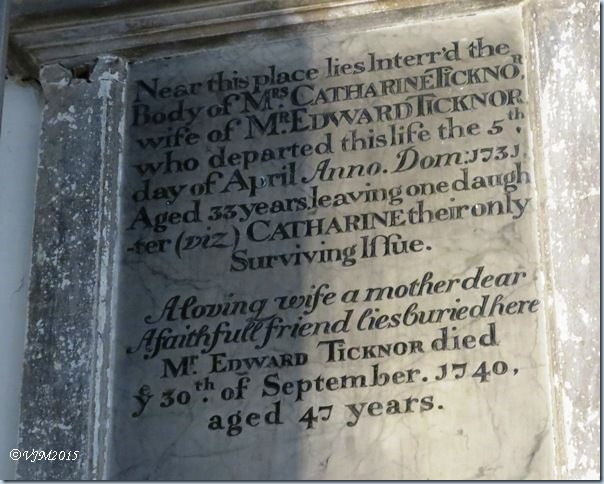 Near this place lies Interr'd the
Body of Mrs. CATHARINE TICKNOR,
wife of Mr. EDWARD TICKNOR
who departed this life the 5th.
day of April Anno. Dom: 1731,
Aged 33 years, leaving one daugh
-ter (viz) CATHARINE their only
Surviving Iſſue.
A loving wife a mother dear
A faithfull friend lies buried here
Mr. EDWARD TICKNOR died
ye 30th. of September. 1740,
aged 47 years.
©VJM2015